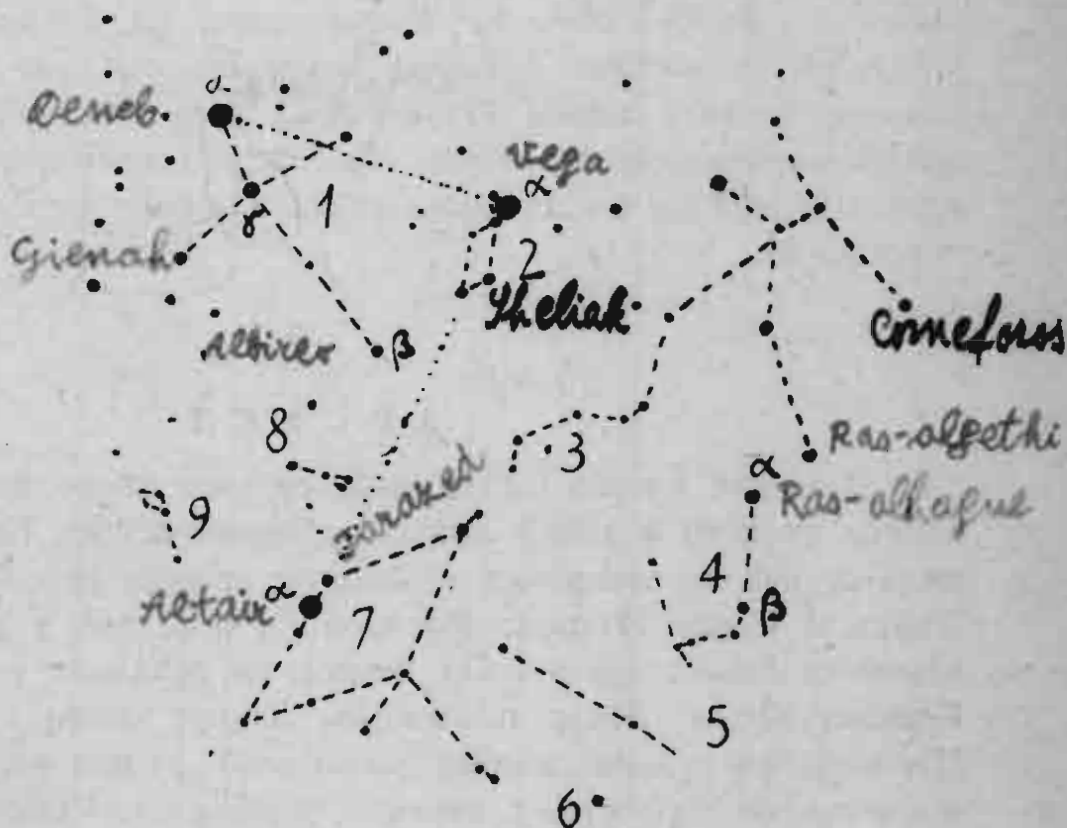 α
Deneb
Vega
α
1
γ
Gienah
2
Sheliak
Corneforos
Albireo
β
8
3
Ras-algethi
α
Ras-alhague
9
Tarazed
4
Altair
α
7
β
5
6